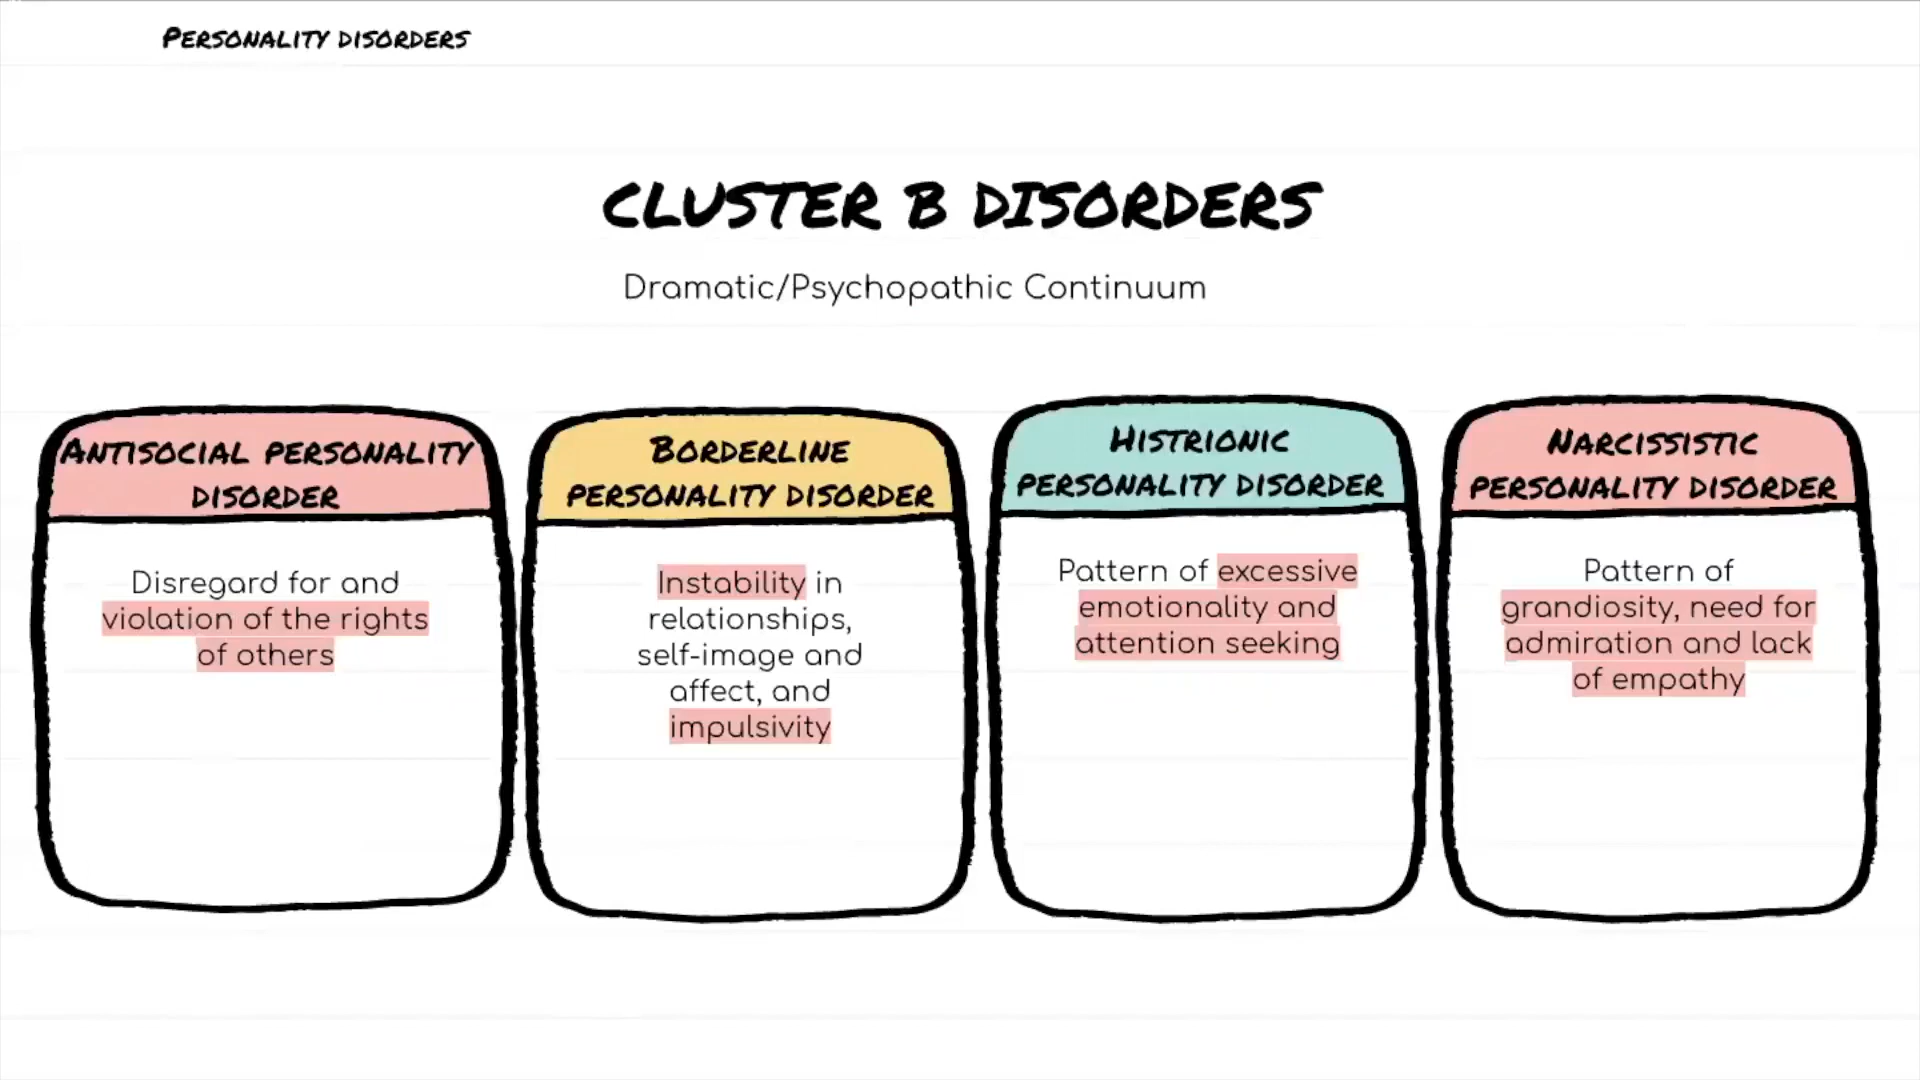 Personality disorders
CLUSTER B DISORDERS
Dramatic/Psychopathic Continuum
Antisocial personality
disorder
Disregard for and
violation of the rights
of others
Borderline
personality disorder
Instability in
relationships,
self-image and
affect, and
impulsivity
Histrionic
personality disorder
Pattern of excessive
emotionality and
attention seeking
Narcissistic
personality disorder
Pattern of
grandiosity, need for
admiration and lack
of empathy